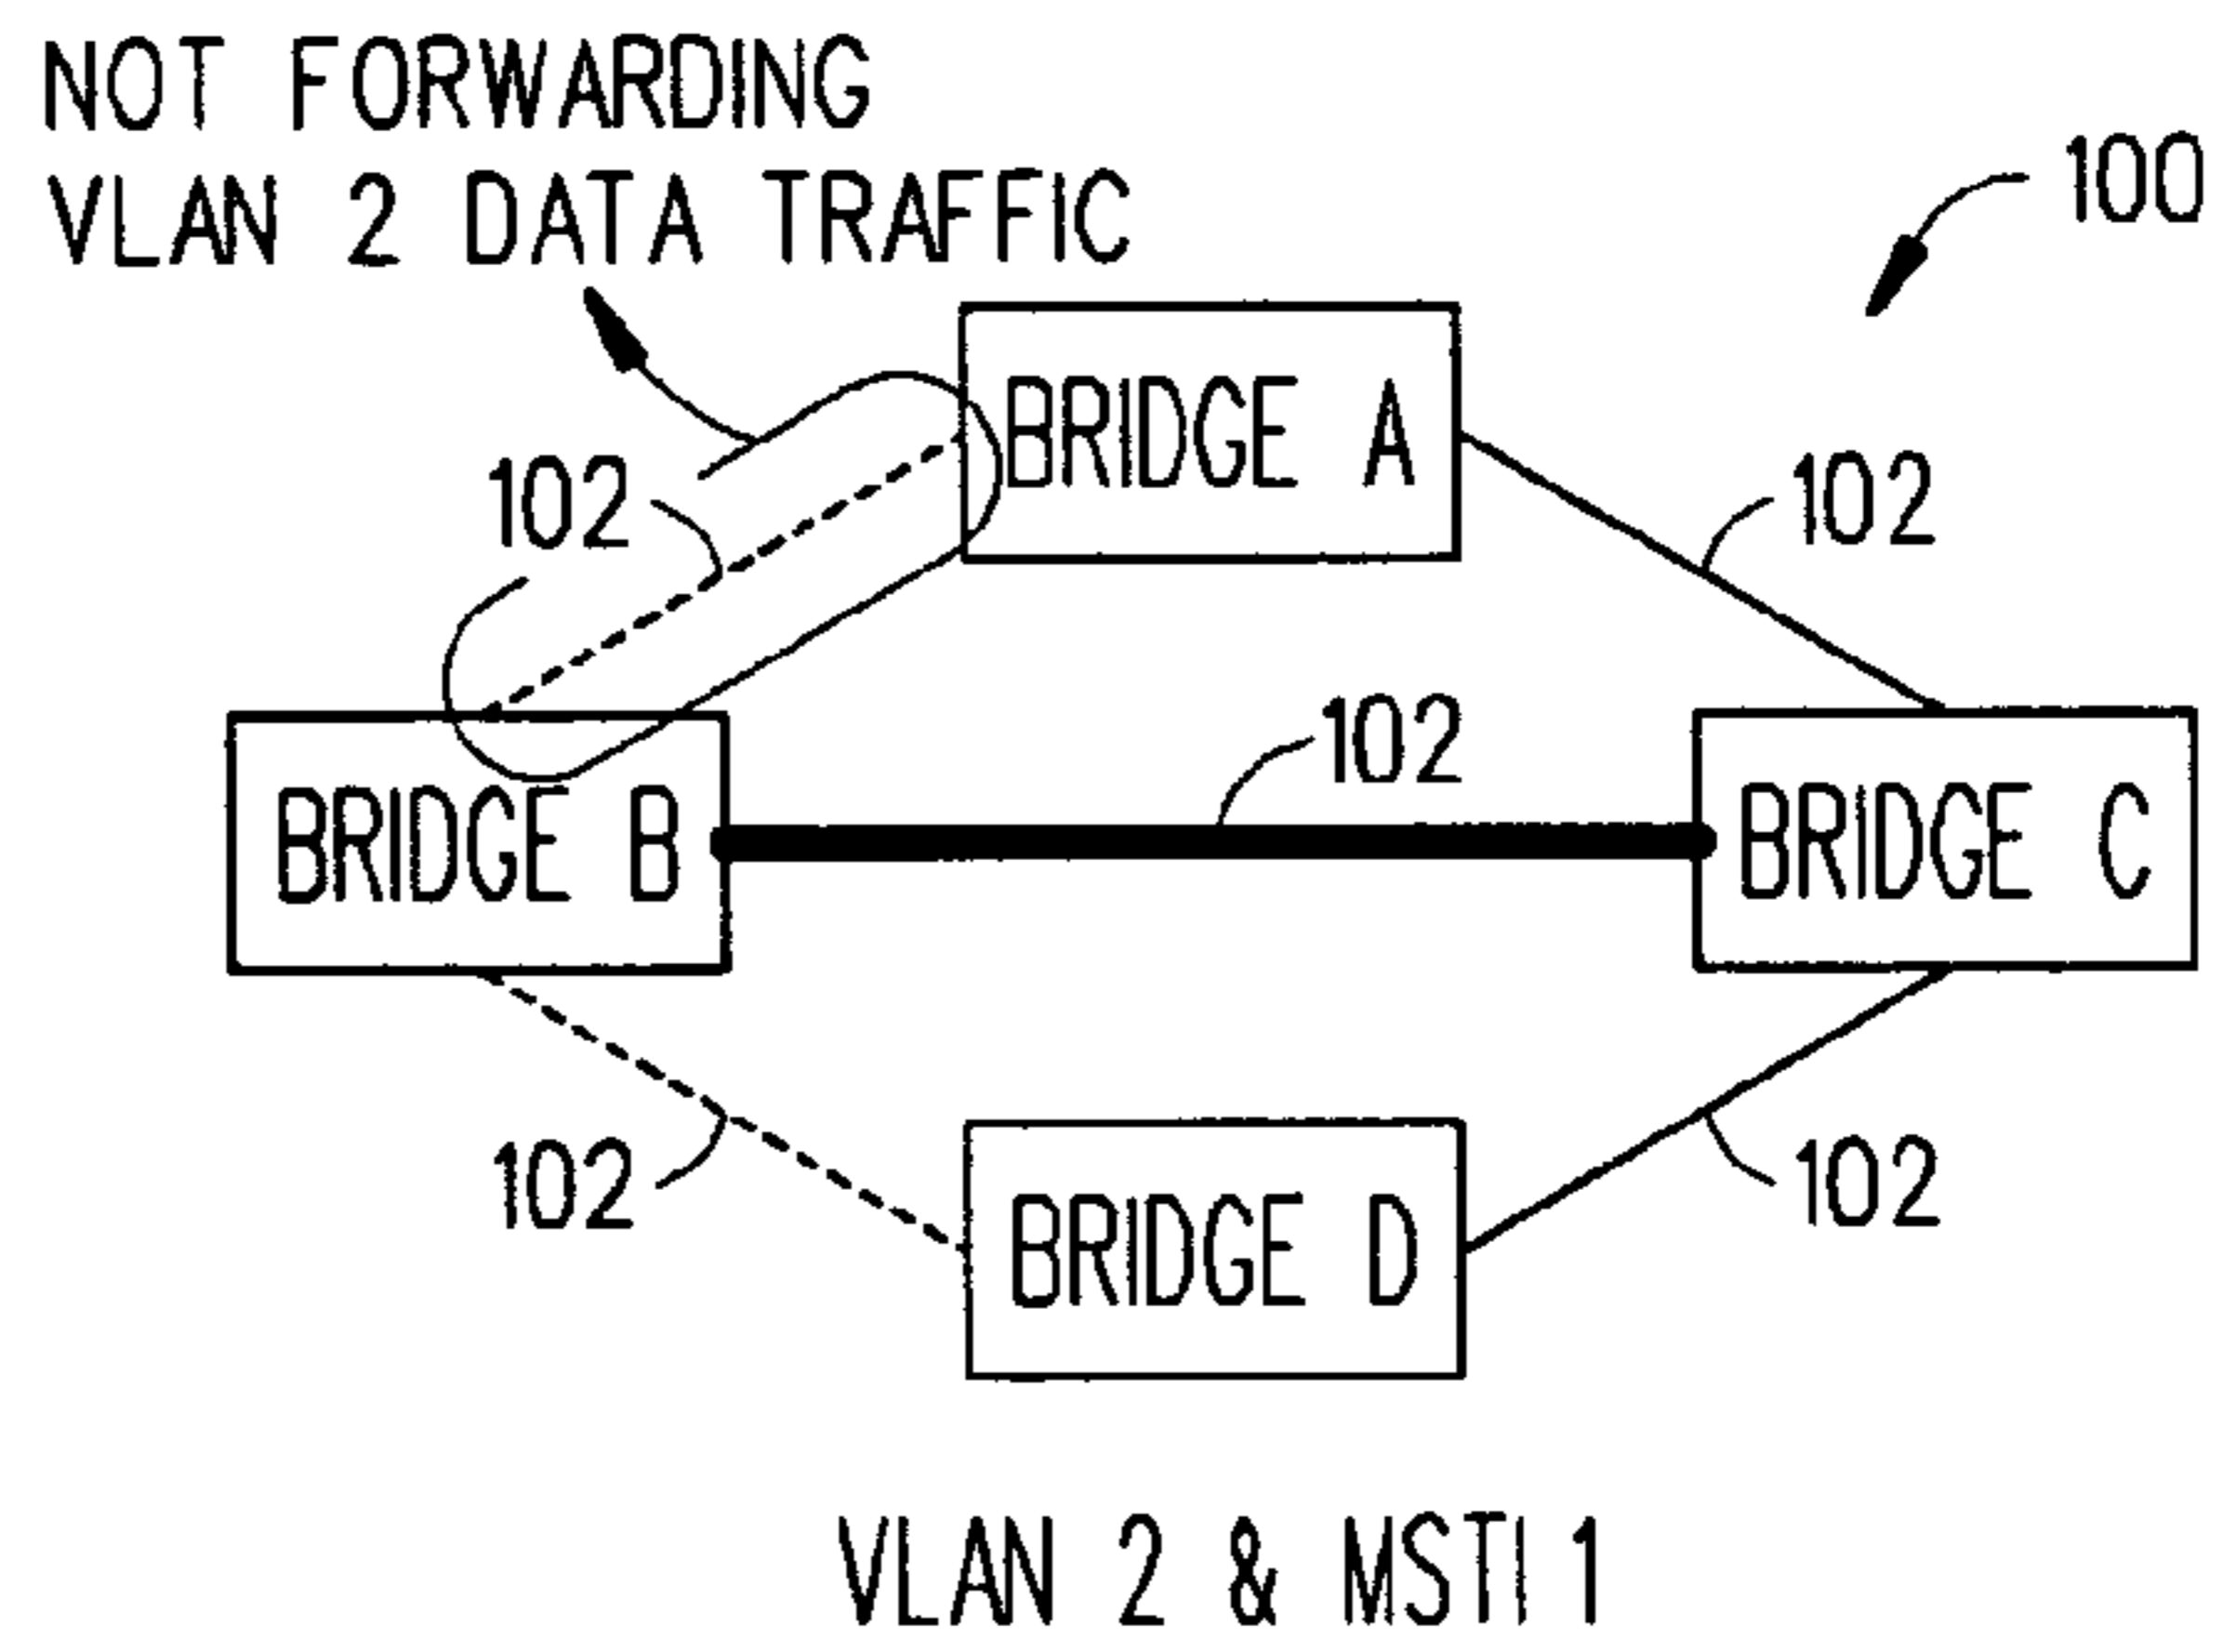 NOT FORWARDING
VLAN 2 DATA TRAFFIC
100
BRIDGE A
102
102
102
BRIDGE B
BRIDGE C
102
102
BRIDGE D
VLAN 2 & MSTI 1